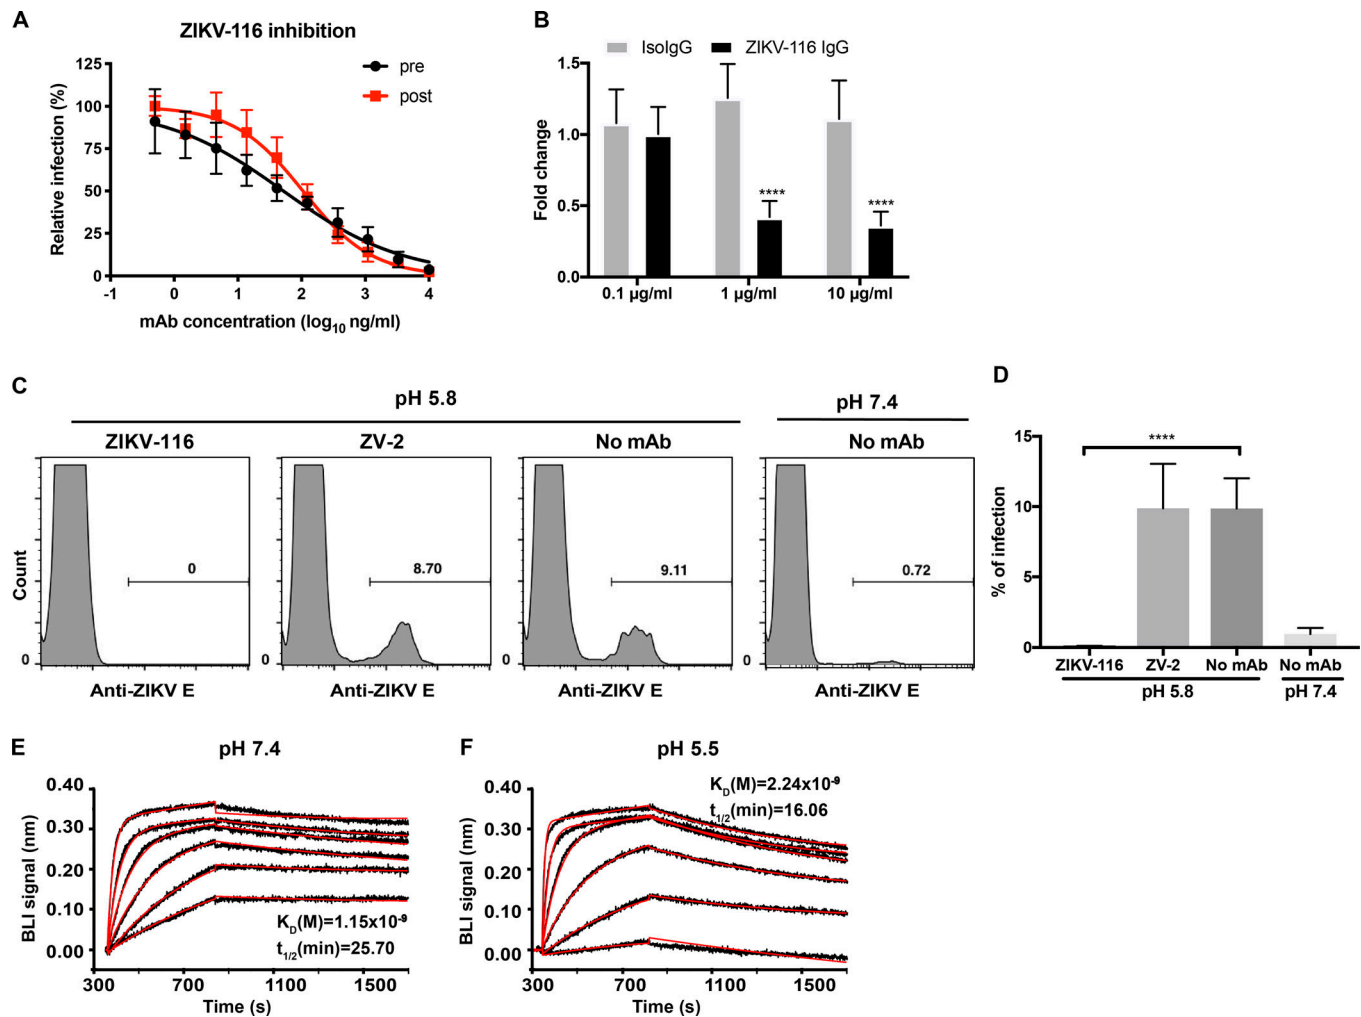 A
ZIKV-116 inhibition
Relative infection (%)
125
100
75
50
25
0
-1
0
1
2
3
4
mAb concentration (log10 ng/ml)
pre
post
B
IsoIgG
ZIKV-116 IgG
Fold change
1.5
1.0
0.5
0.0
****
****
0.1 µg/ml
1 µg/ml
10 µg/ml
C
pH 5.8
pH 7.4
ZIKV-116
ZV-2
No mAb
No mAb
Count
0
8.70
9.11
0.72
0
0
0
0
Anti-ZIKV E
Anti-ZIKV E
Anti-ZIKV E
Anti-ZIKV E
D
% of infection
15
10
5
0
****
ZIKV-116
ZV-2
No mAb
No mAb
pH 5.8
pH 7.4
E
pH 7.4
BLI signal (nm)
0.40
0.30
0.20
0.10
0.00
KD(M)=1.15x10-9
t1/2(min)=25.70
300
700
1100
1500
Time (s)
F
pH 5.5
BLI signal (nm)
0.40
0.30
0.20
0.10
0.00
KD(M)=2.24x10-9
t1/2(min)=16.06
300
700
1100
1500
Time (s)